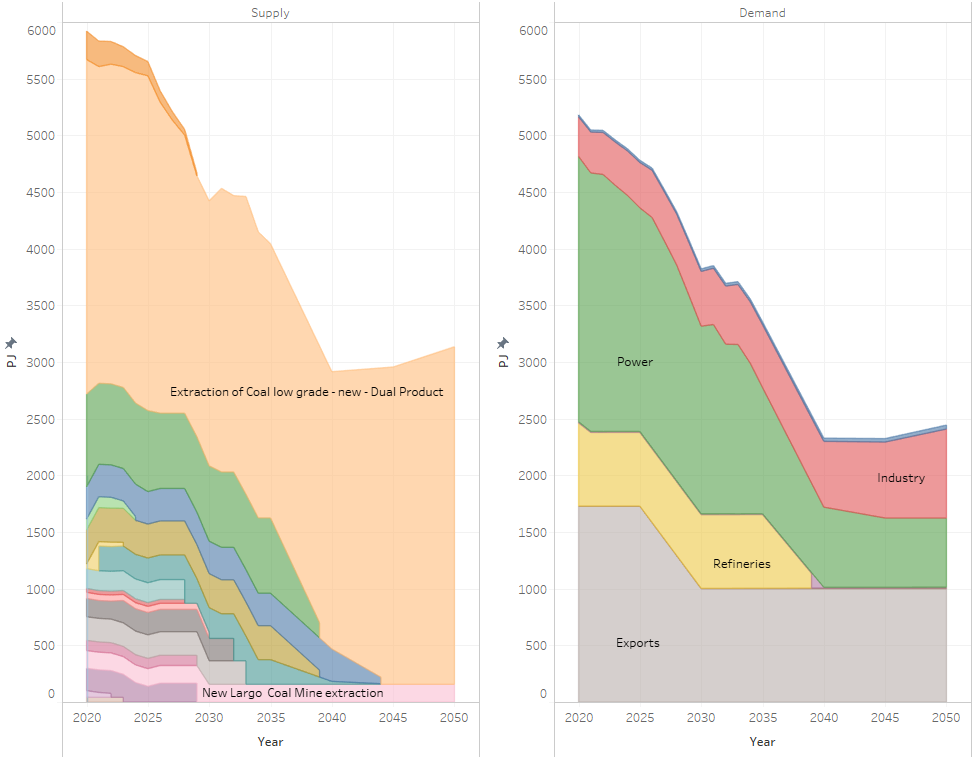 Supply
Demand
6000
5500
5000
4500
4000
3500
3000
2500
2000
1500
1000
500
0
PJ
Extraction of Coal low grade - new - Dual Product
New Largo Coal Mine extraction
2020 2025 2030 2035 2040 2045 2050
Year
6000
5500
5000
4500
4000
3500
3000
2500
2000
1500
1000
500
0
PJ
Power
Industry
Refineries
Exports
2020 2025 2030 2035 2040 2045 2050
Year